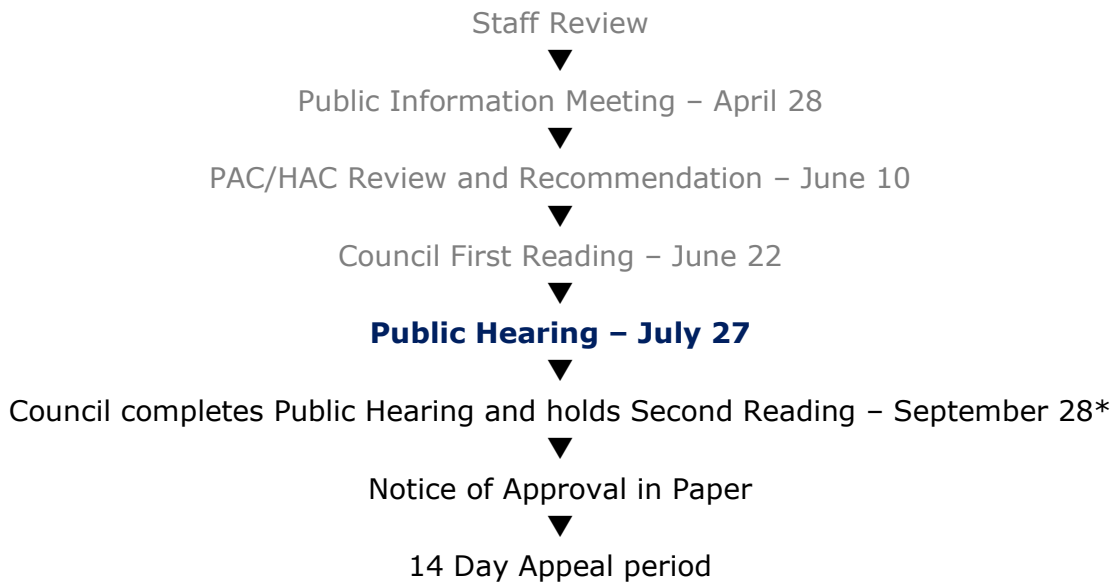 Staff Review
Public Information Meeting – April 28
PAC/HAC Review and Recommendation – June 10
Council First Reading – June 22
Public Hearing – July 27
Council completes Public Hearing and holds Second Reading – September 28*
Notice of Approval in Paper
14 Day Appeal period